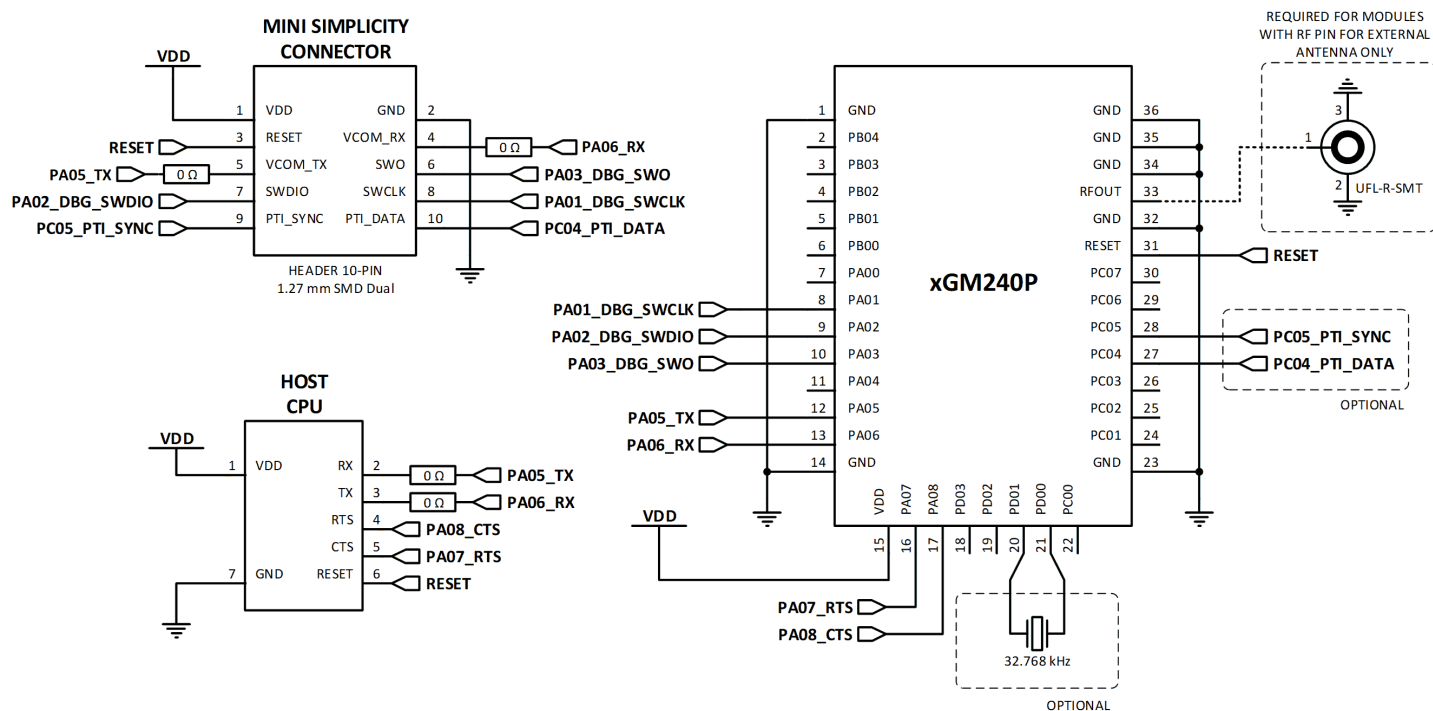 MINI SIMPLICITY
CONNECTOR
VDD
1 VDD GND 2
RESET 3 RESET VCOM_RX 4 0 Ω PA06_RX
PA05_TX 0 Ω 5 VCOM_TX SWO 6 PA03_DBG_SWO
PA02_DBG_SWDIO 7 SWDIO SWCLK 8 PA01_DBG_SWCLK
PC05_PTI_SYNC 9 PTI_SYNC PTI_DATA 10 PC04_PTI_DATA
HEADER 10-PIN
1.27 mm SMD Dual
HOST
CPU
VDD
1 VDD RX 2 0 Ω PA05_TX
TX 3 0 Ω PA06_RX
RTS 4 PA08_CTS
CTS 5 PA07_RTS
7 GND RESET 6 RESET
xGM240P
1 GND GND 36
2 PB04 GND 35
3 PB03 GND 34
4 PB02 RFOUT 33
5 PB01 GND 32
6 PB00 RESET 31 RESET
7 PA00 PC07 30
PA01_DBG_SWCLK 8 PA01 PC06 29
PA02_DBG_SWDIO 9 PA02 PC05 28 PC05_PTI_SYNC
PA03_DBG_SWO 10 PA03 PC04 27 PC04_PTI_DATA
11 PA04 PC03 26
OPTIONAL
PA05_TX 12 PA05 PC02 25
PA06_RX 13 PA06 PC01 24
14 GND GND 23
VDD PA07 PA08 PD03 PD02 PD01 PD00 PC00
15 16 17 18 19 20 21 22
VDD
PA07_RTS
PA08_CTS
32.768 kHz
OPTIONAL
REQUIRED FOR MODULES
WITH RF PIN FOR EXTERNAL
ANTENNA ONLY
3
1
2
UFL-R-SMT